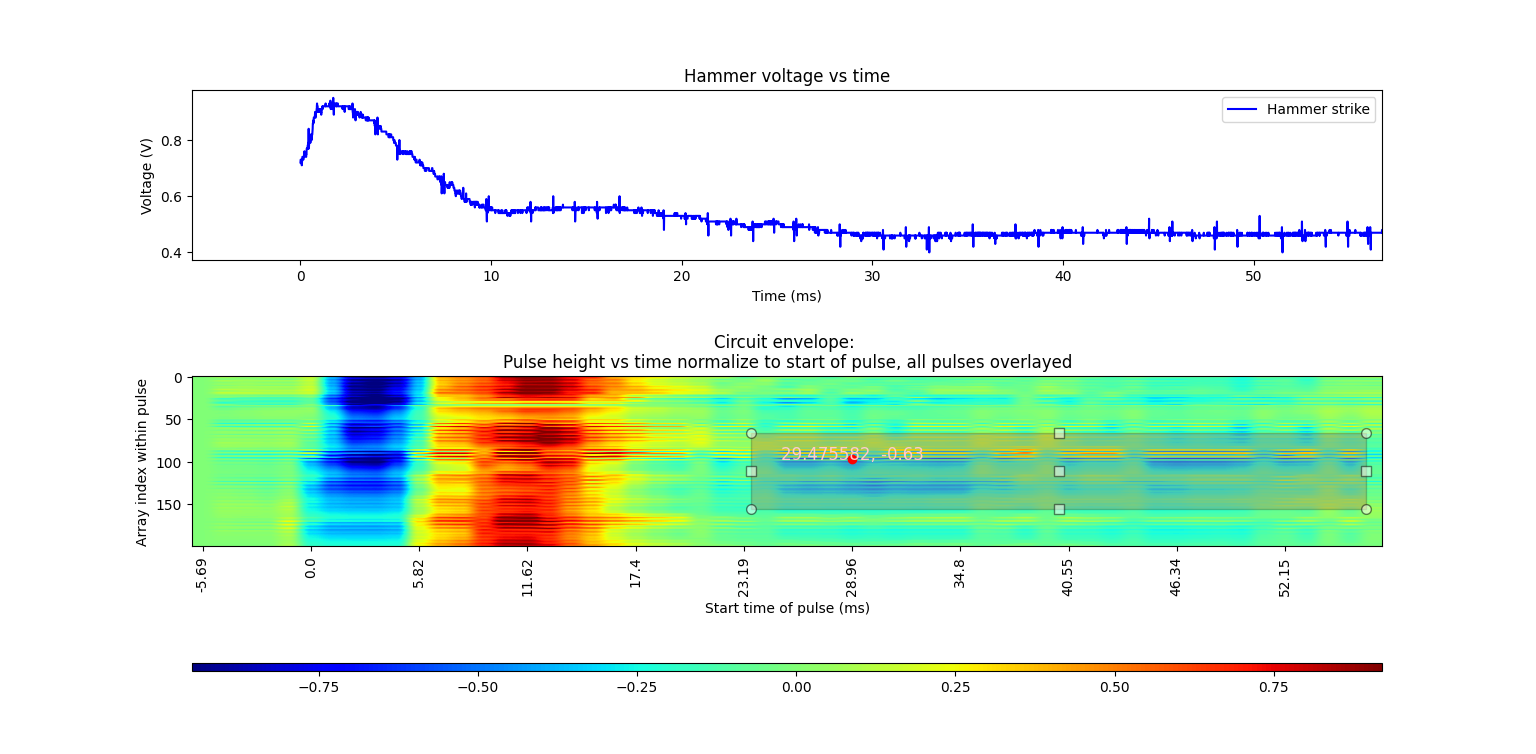 Hammer voltage vs time
Hammer strike
Voltage (V)
0.8
0.6
0.4
0 10 20 30 40 50
Time (ms)
Circuit envelope:
Pulse height vs time normalize to start of pulse, all pulses overlayed
Array index within pulse
0
50
100
150
29.475582, -0.63
-5.69 0.0 5.82 11.62 17.4 23.19 28.96 34.8 40.55 46.34 52.15
Start time of pulse (ms)
−0.75 −0.50 −0.25 0.00 0.25 0.50 0.75